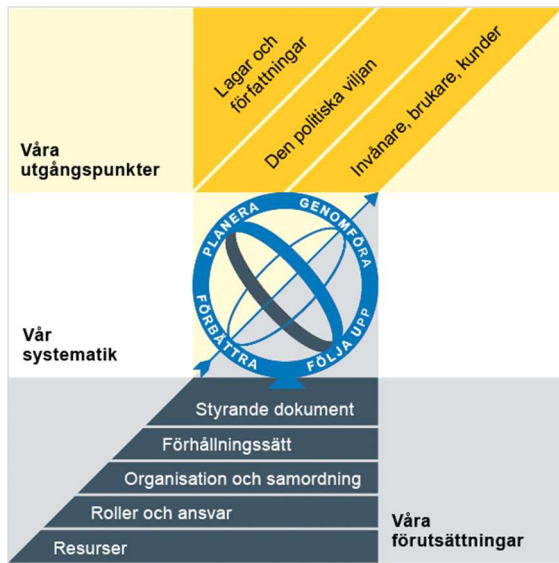 Lagar och
författningar
Den politiska viljan
Invånare, brukare, kunder
Våra
utgångspunkter
PLANERA
GENOMFÖRA
FÖRBÄTTRA
FÖLJA UPP
Vår
systematik
Styrande dokument
Förhållningssätt
Organisation och samordning
Roller och ansvar
Resurser
Våra
förutsättningar